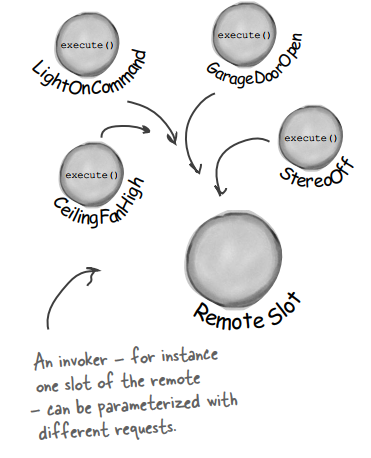 execute()
LightOnCommand
execute()
GarageDoorOpen
execute()
CeilingFanHigh
execute()
StereoOff
Remote Slot
An invoker – for instance
one slot of the remote
– can be parameterized with
different requests.